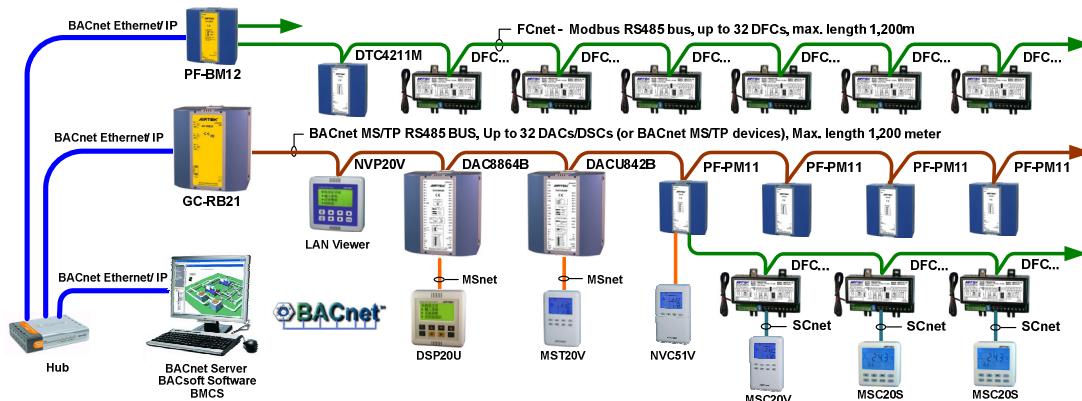 BACnet Ethernet/ IP
PF-BM12
FCnet - Modbus RS485 bus, up to 32 DFCs, max. length 1,200m
DTC4211M
DFC...
DFC...
DFC...
DFC...
DFC...
DFC...
AIRTEK
BACnet Ethernet/ IP
GC-RB21
BACnet MS/TP RS485 BUS, Up to 32 DACs/DSCs (or BACnet MS/TP devices), Max. length 1,200 meter
NVP20V
DAC8864B
DACU842B
PF-PM11
PF-PM11
PF-PM11
PF-PM11
LAN Viewer
BACnet Ethernet/ IP
MSnet
MSnet
DFC...
DFC...
DFC...
BACnet™
SCnet
SCnet
SCnet
Hub
BACnet Server
BACsoft Software
BMCS
DSP20U
MST20V
NVC51V
MSC20V
MSC20S
MSC20S